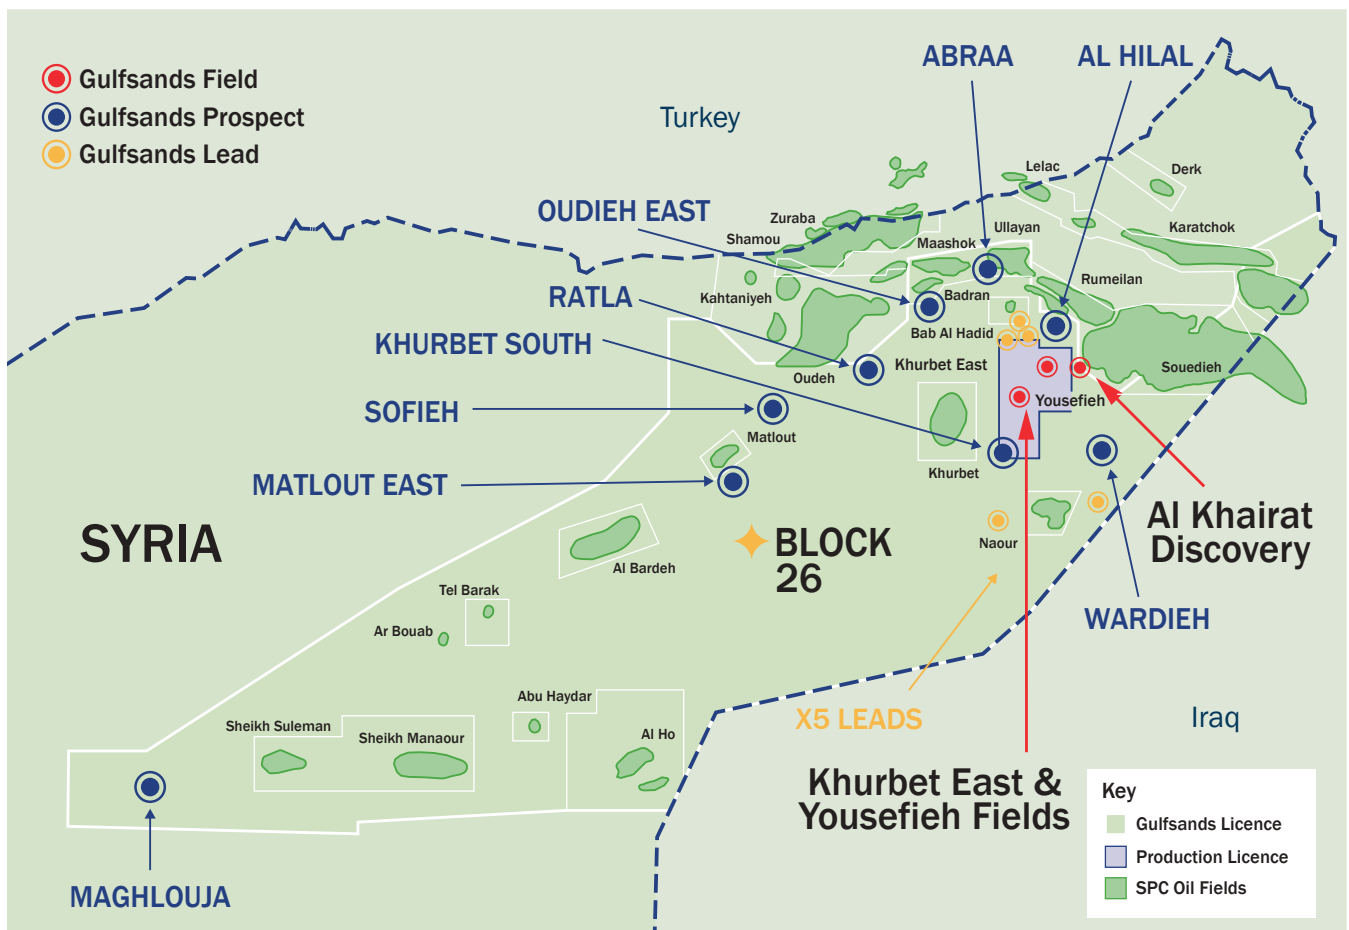 Gulfsands Field
Gulfsands Prospect
Gulfsands Lead
Turkey
ABRAA
AL HILAL
Lelac
Derk
OUDIEH EAST
Zuraba
Shamou
Ullayan
Karatchok
Maashok
Rumeilan
RATLA
Kahtaniyeh
Badran
KHURBET SOUTH
Bab Al Hadid
Khurbet East
Oudeh
Souedieh
SOFIEH
Yousefieh
Matlout
MATLOUT EAST
Khurbet
SYRIA
BLOCK
26
Naour
Al Khairat
Discovery
Al Bardeh
Tel Barak
Ar Bouab
WARDIEH
Abu Haydar
X5 LEADS
Iraq
Sheikh Suleman
Sheikh Manaour
Al Ho
Khurbet East &
Yousefieh Fields
MAGHLOUJA
Key
Gulfsands Licence
Production Licence
SPC Oil Fields